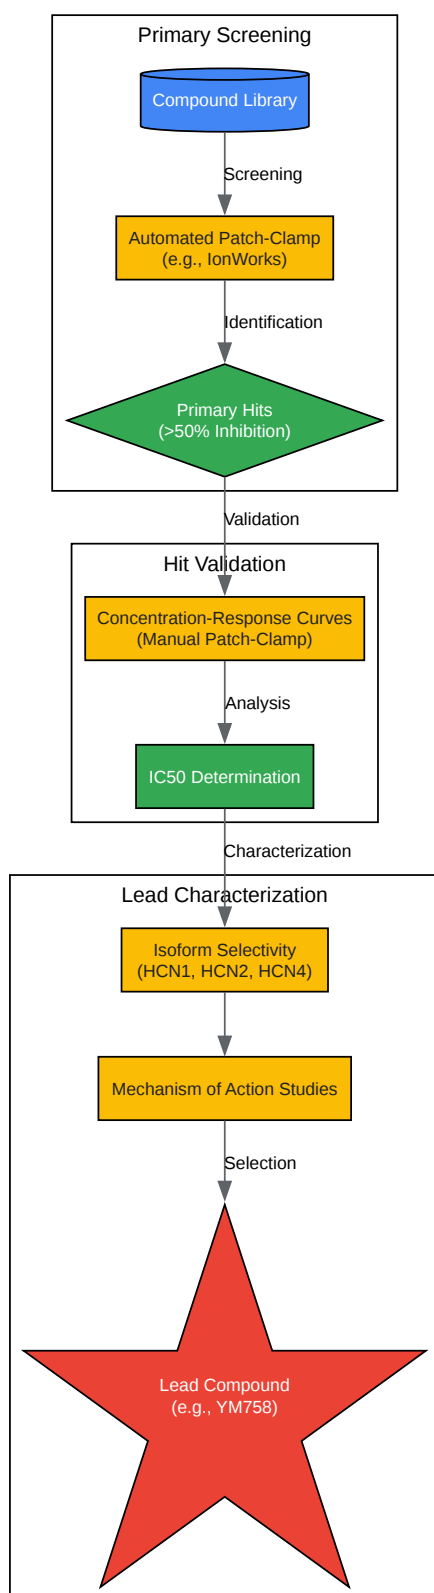 Primary Screening
Compound Library
Screening
Automated Patch-Clamp
(e.g., IonWorks)
Identification
Primary Hits
(>50% Inhibition)
Validation
Hit Validation
Concentration-Response Curves
(Manual Patch-Clamp)
Analysis
IC50 Determination
Characterization
Lead Characterization
Isoform Selectivity
(HCN1, HCN2, HCN4)
Mechanism of Action Studies
Selection
Lead Compound
(e.g., YM758)